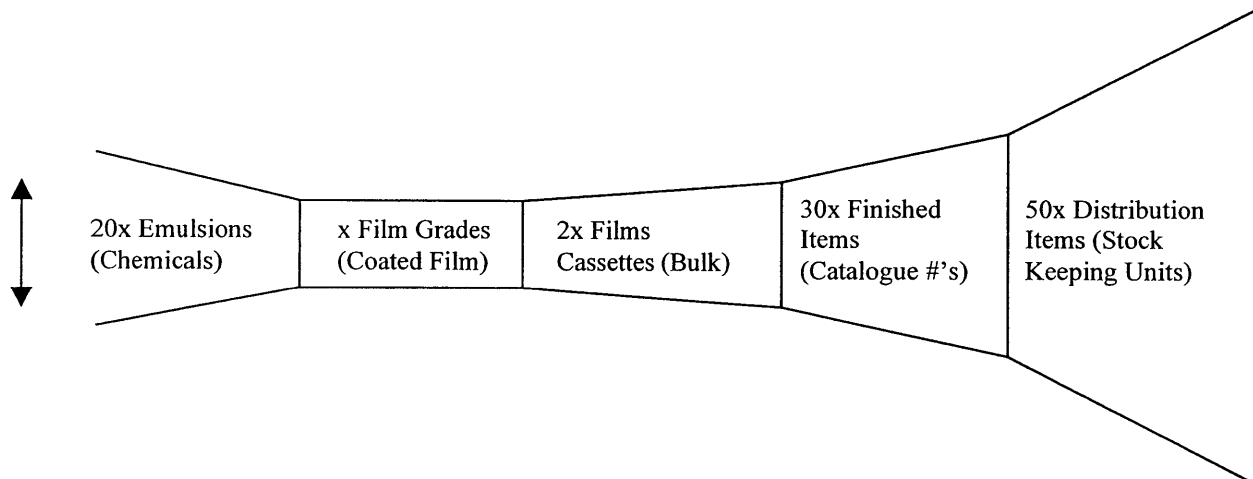 20x Emulsions
(Chemicals)
x Film Grades
(Coated Film)
2x Films
Cassettes (Bulk)
30x Finished
Items
(Catalogue #'s)
50x Distribution
Items (Stock
Keeping Units)